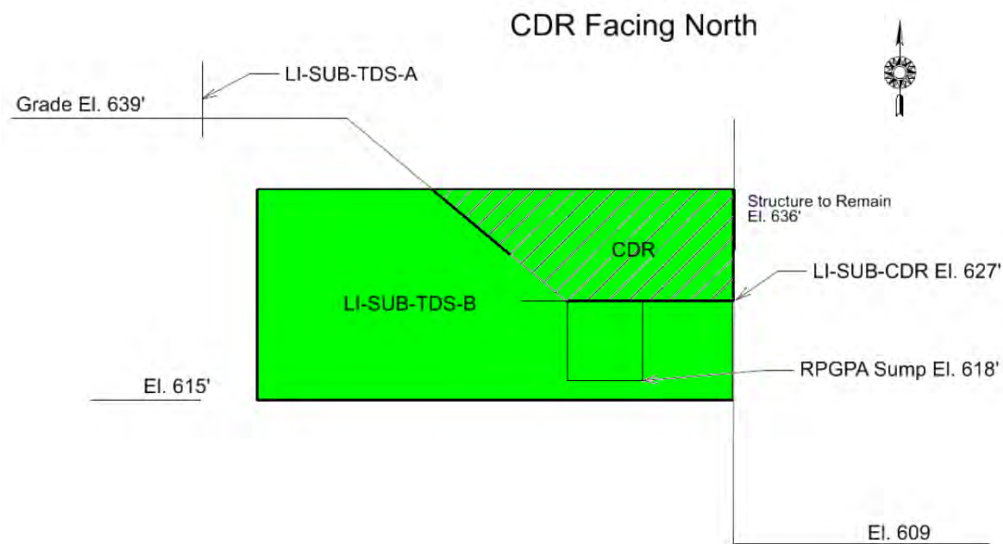 CDR Facing North
LI-SUB-TDS-A
Grade El. 639'
Structure to Remain
El. 636'
CDR
LI-SUB-CDR El. 627'
LI-SUB-TDS-B
RPGPA Sump El. 618'
El. 615'
El. 609